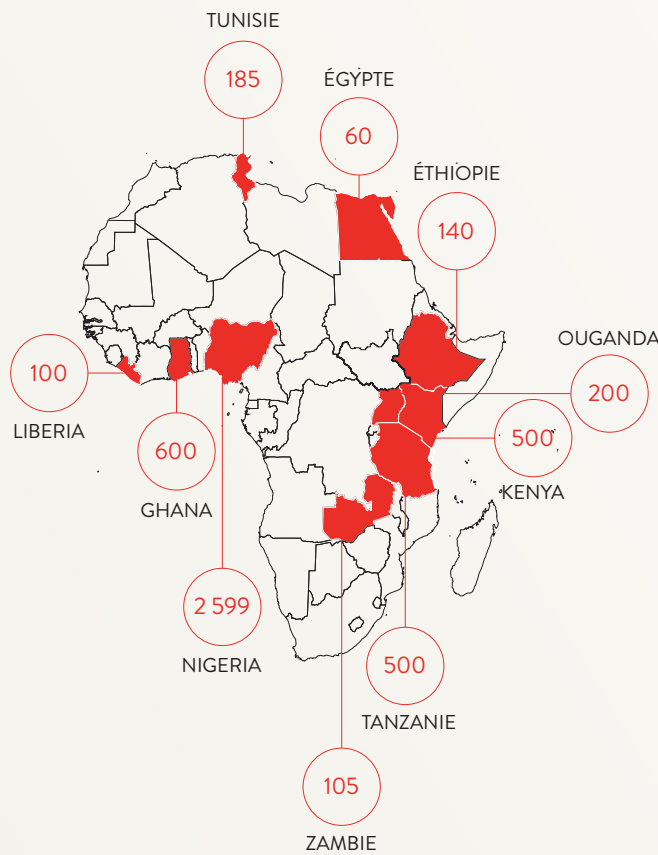 TUNISIE
185
ÉGYPTE
60
ÉTHIOPIE
140
OUGANDA
200
100
LIBERIA
500
KENYA
600
GHANA
2 599
NIGERIA
500
TANZANIE
105
ZAMBIE